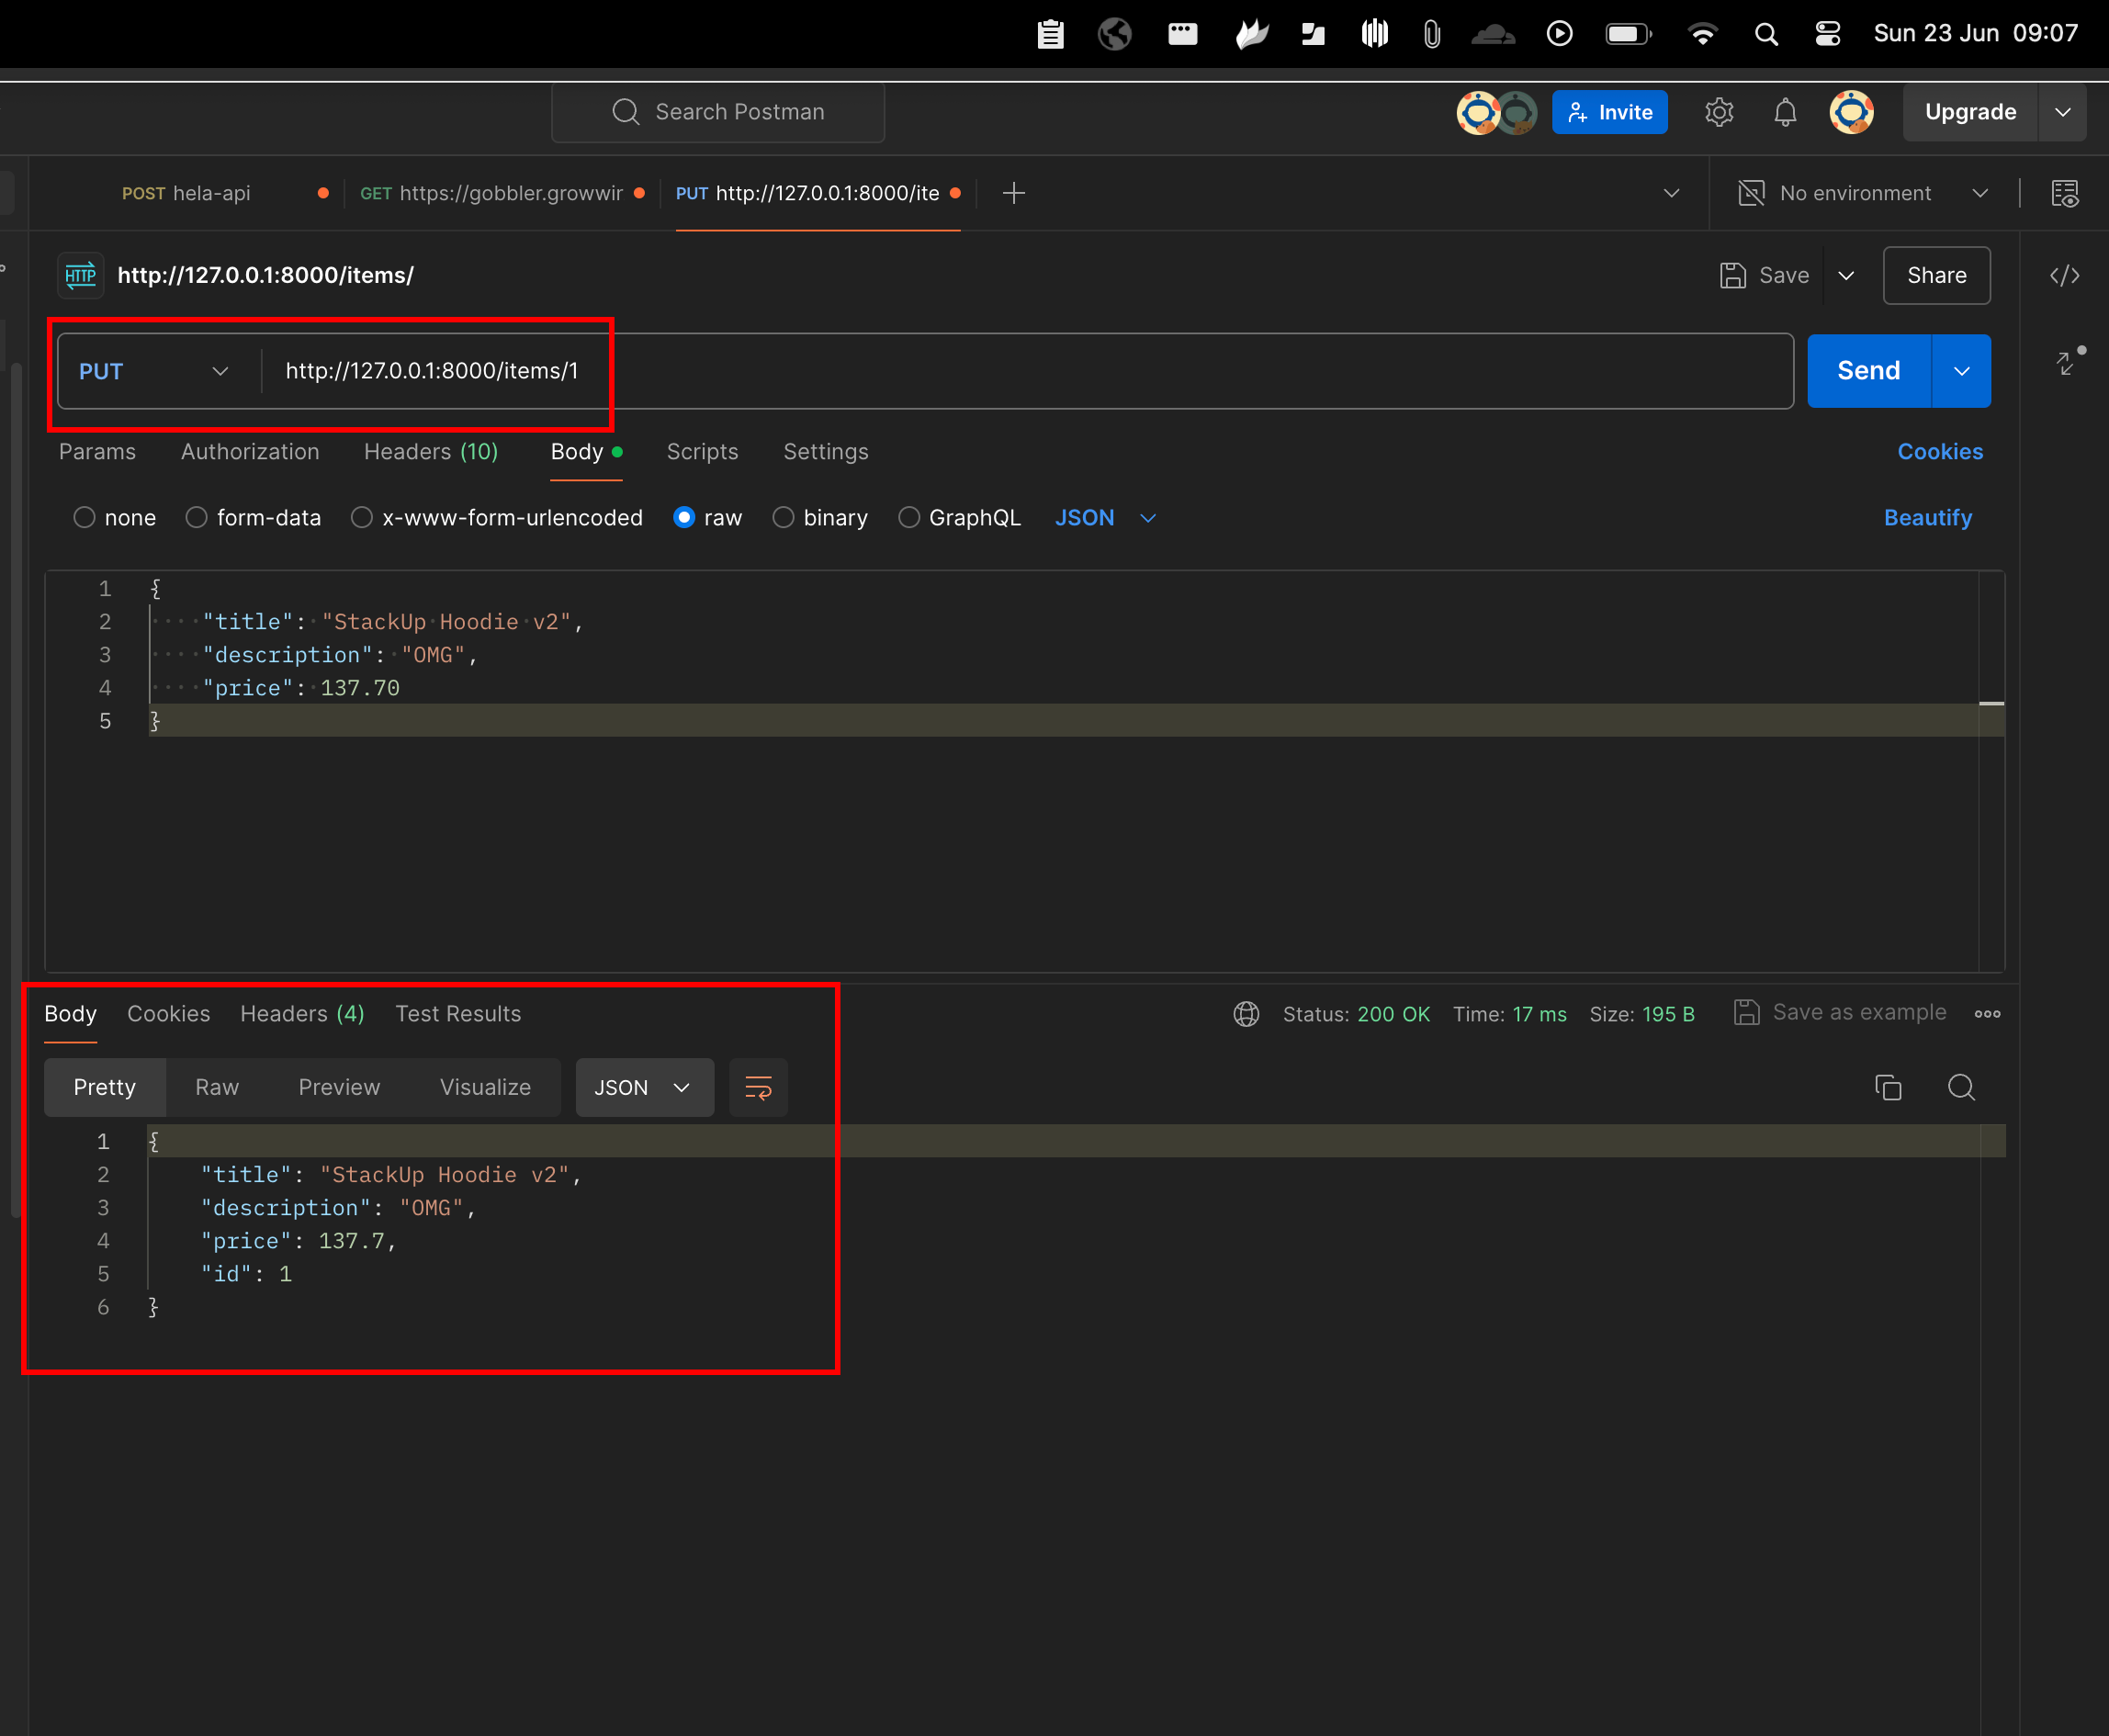 Sun 23 Jun 09:07
Search Postman
Invite
Upgrade
POST hela-api
GET https://gobbler.growwir
PUT http://127.0.0.1:8000/ite
No environment
HTTP
http://127.0.0.1:8000/items/
Save
Share
PUT
http://127.0.0.1:8000/items/1
Send
Params Authorization Headers (10) Body Scripts Settings Cookies
none form-data x-www-form-urlencoded raw binary GraphQL JSON Beautify
1 {
2 "title": "StackUp Hoodie v2",
3 "description": "OMG",
4 "price": 137.70
5 }
Body Cookies Headers (4) Test Results Status: 200 OK Time: 17 ms Size: 195 B Save as example
Pretty Raw Preview Visualize JSON
1 {
2 "title": "StackUp Hoodie v2",
3 "description": "OMG",
4 "price": 137.7,
5 "id": 1
6 }